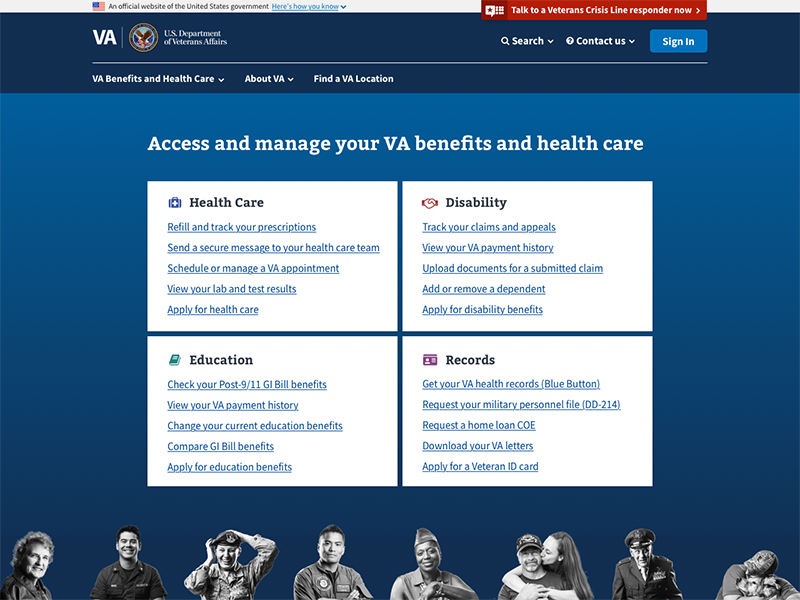 An official website of the United States government Here's how you know
Talk to a Veterans Crisis Line responder now
VA U.S. Department
of Veterans Affairs
Search Contact us Sign In
VA Benefits and Health Care About VA Find a VA Location
Access and manage your VA benefits and health care
Health Care
Refill and track your prescriptions
Send a secure message to your health care team
Schedule or manage a VA appointment
View your lab and test results
Apply for health care
Disability
Track your claims and appeals
View your VA payment history
Upload documents for a submitted claim
Add or remove a dependent
Apply for disability benefits
Education
Check your Post-9/11 GI Bill benefits
View your VA payment history
Change your current education benefits
Compare GI Bill benefits
Apply for education benefits
Records
Get your VA health records (Blue Button)
Request your military personnel file (DD-214)
Request a home loan COE
Download your VA letters
Apply for a Veteran ID card